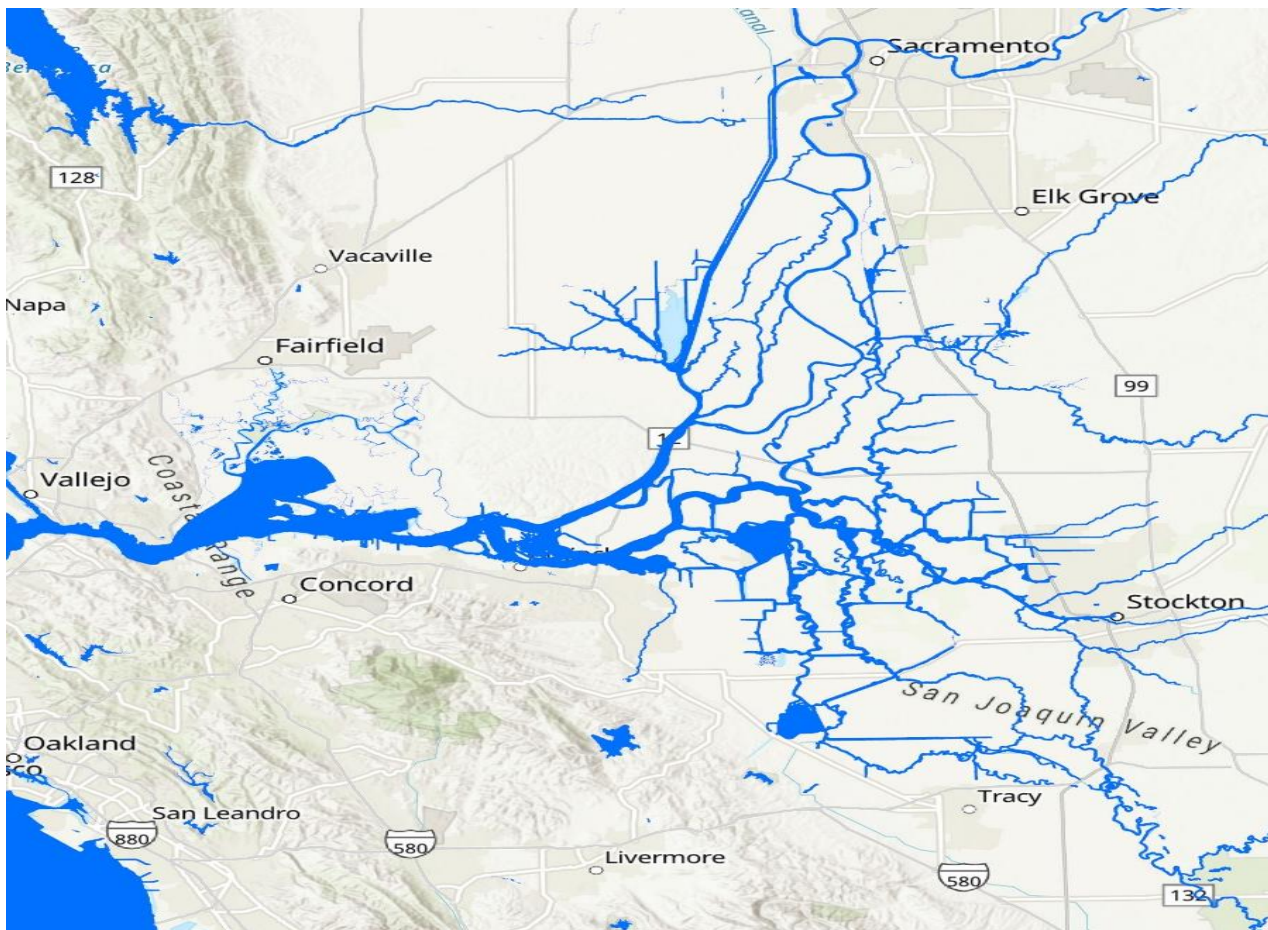 Sacramento
128
Elk Grove
Vacaville
Napa
Fairfield
99
Vallejo
Coastal Range
Concord
Stockton
San Joaquin Valley
Oakland
Tracy
San Leandro
880
580
Livermore
580
132